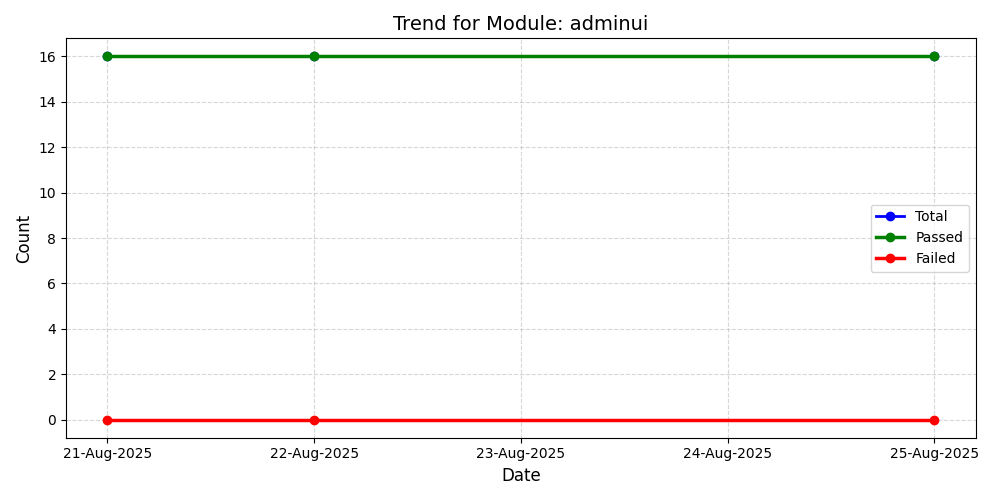 Trend for Module: adminui
Count
16
14
12
10
8
6
4
2
0
Total
Passed
Failed
21-Aug-2025 22-Aug-2025 23-Aug-2025 24-Aug-2025 25-Aug-2025
Date